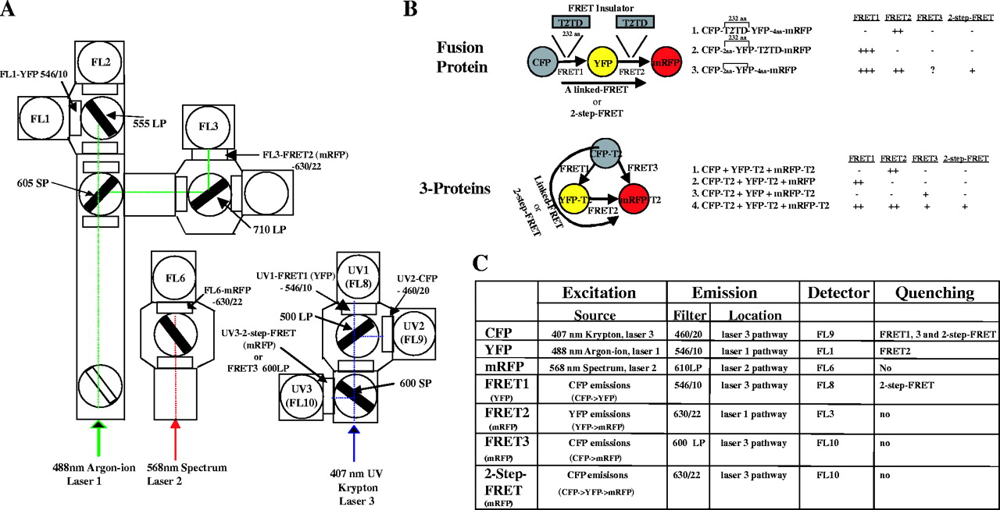 A
FL2
FL1-YFP 546/10
FL1
555 LP
FL3
FL3-FRET2 (mRFP)
-630/22
605 SP
710 LP
FL6
FL6-mRFP
-630/22
UV1-FRET1 (YFP)
- 546/10
UV1
(FL8)
UV2-CFP
- 460/20
500 LP
UV2
(FL9)
UV3-2-step-FRET
(mRFP)
or
FRET3 600LP
UV3
(FL10)
600 SP
488nm Argon-ion
Laser 1
568nm Spectrum
Laser 2
407 nm UV
Krypton
Laser 3
B
FRET Insulator
T2TD
T2TD
232 aa
Fusion
Protein
CFP
YFP
mRFP
FRET1
FRET2
A linked-FRET
or
2-step-FRET
FRET1 FRET2 FRET3 2-step-FRET
232 aa
1. CFP-T2TD-YFP-4aa-mRFP - ++ - -
232 aa
2. CFP-2aa-YFP-T2TD-mRFP +++ - - -
3. CFP-2aa-YFP-4aa-mRFP +++ ++ ? +
3-Proteins
CFP-T2
FRET1
FRET3
YFP-T2
mRFP-T2
FRET2
Linked-FRET
or
2-step-FRET
FRET1 FRET2 FRET3 2-step-FRET
1. CFP + YFP-T2 + mRFP-T2 - ++ - -
2. CFP-T2 + YFP-T2 + mRFP ++ - - -
3. CFP-T2 + YFP + mRFP-T2 - - + -
4. CFP-T2 + YFP-T2 + mRFP-T2 ++ ++ + +
C
Excitation Emission Detector Quenching
Source Filter Location
CFP 407 nm Krypton, laser 3 460/20 laser 3 pathway FL9 FRET1, 3 and 2-step-FRET
YFP 488 nm Argon-ion, laser 1 546/10 laser 1 pathway FL1 FRET2
mRFP 568 nm Spectrum, laser 2 610LP laser 2 pathway FL6 No
FRET1 CFP emissions 546/10 laser 3 pathway FL8 2-step-FRET
(YFP) (CFP->YFP)
FRET2 YFP emissions 630/22 laser 1 pathway FL3 no
(mRFP) (YFP->mRFP)
FRET3 CFP emissions 600 LP laser 3 pathway FL10 no
(mRFP) (CFP->mRFP)
2-Step- CFP emisisons 630/22 laser 3 pathway FL10 no
FRET (CFP->YFP->mRFP)
(mRFP)